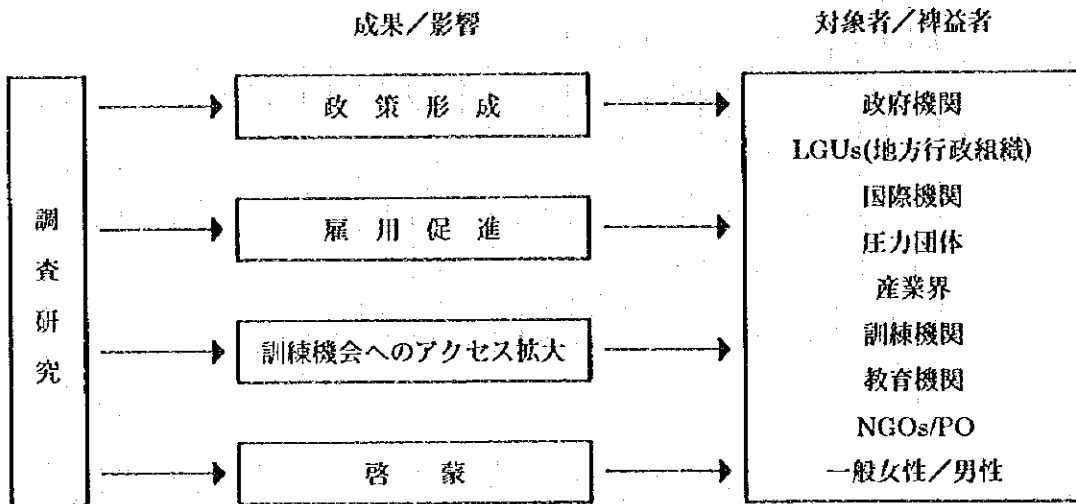 成果/影響
対象者/裨益者
調査研究
政策形成
雇用促進
訓練機会へのアクセス拡大
啓蒙
政府機関
LGUs(地方行政組織)
国際機関
圧力団体
産業界
訓練機関
教育機関
NGOs/PO
一般女性/男性